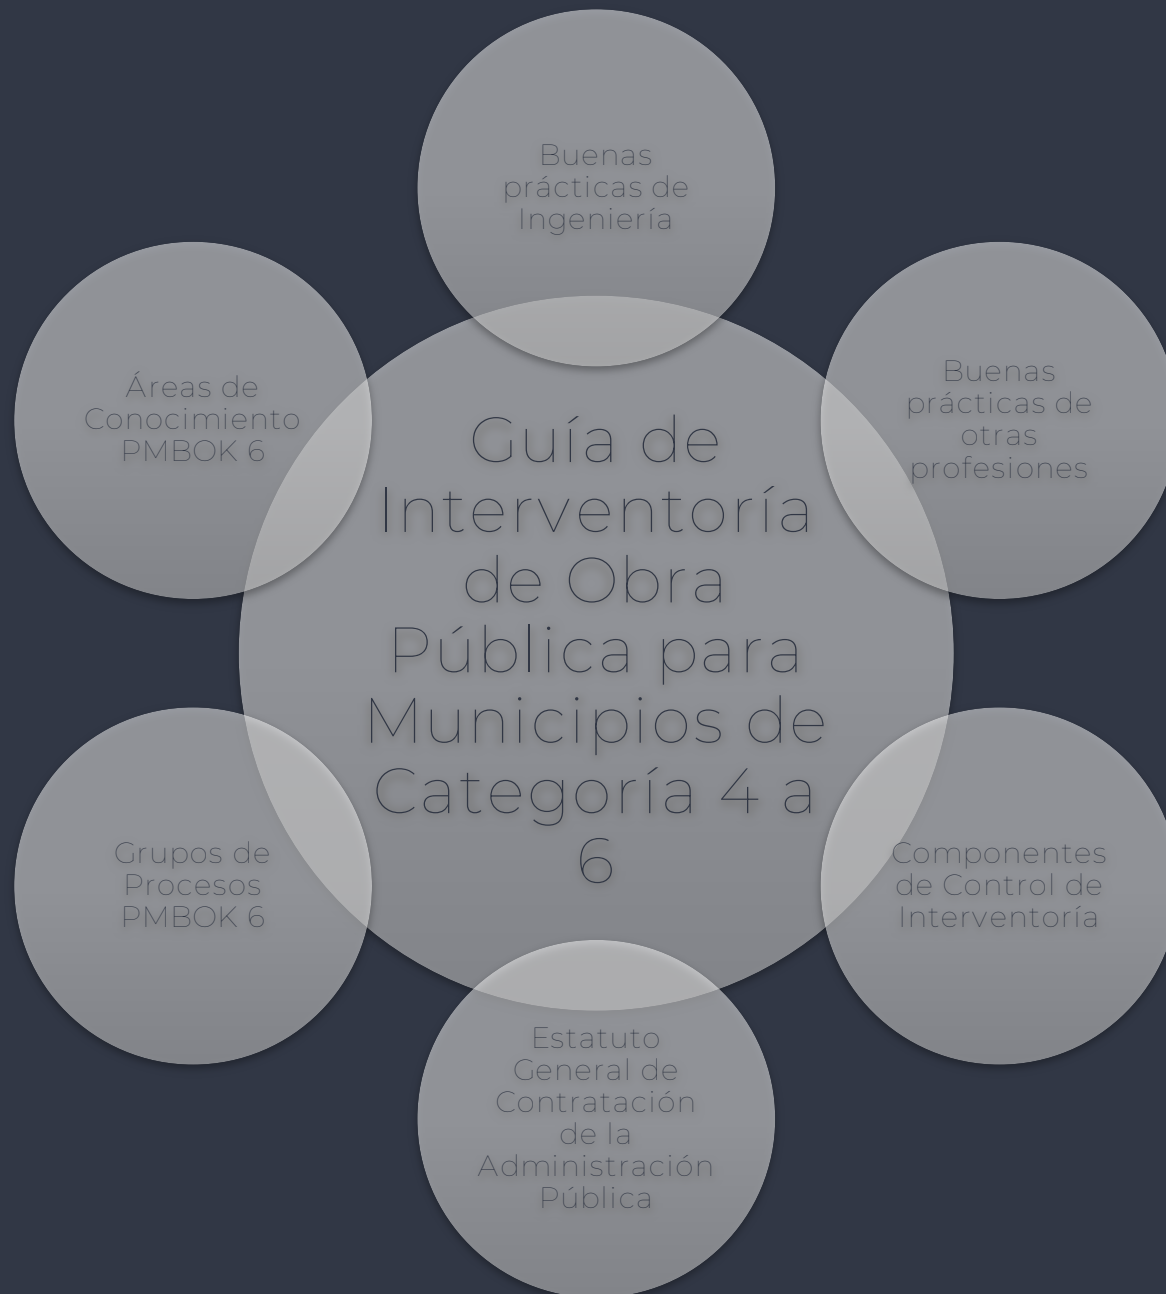 Buenas
prácticas de
Ingeniería
Buenas
prácticas de
otras
profesiones
Componentes
de Control de
Interventoría
Estatuto
General de
Contratación
de la
Administración
Pública
Grupos de
Procesos
PMBOK 6
Áreas de
Conocimiento
PMBOK 6
Guía de
Interventoría
de Obra
Pública para
Municipios de
Categoría 4 a
6